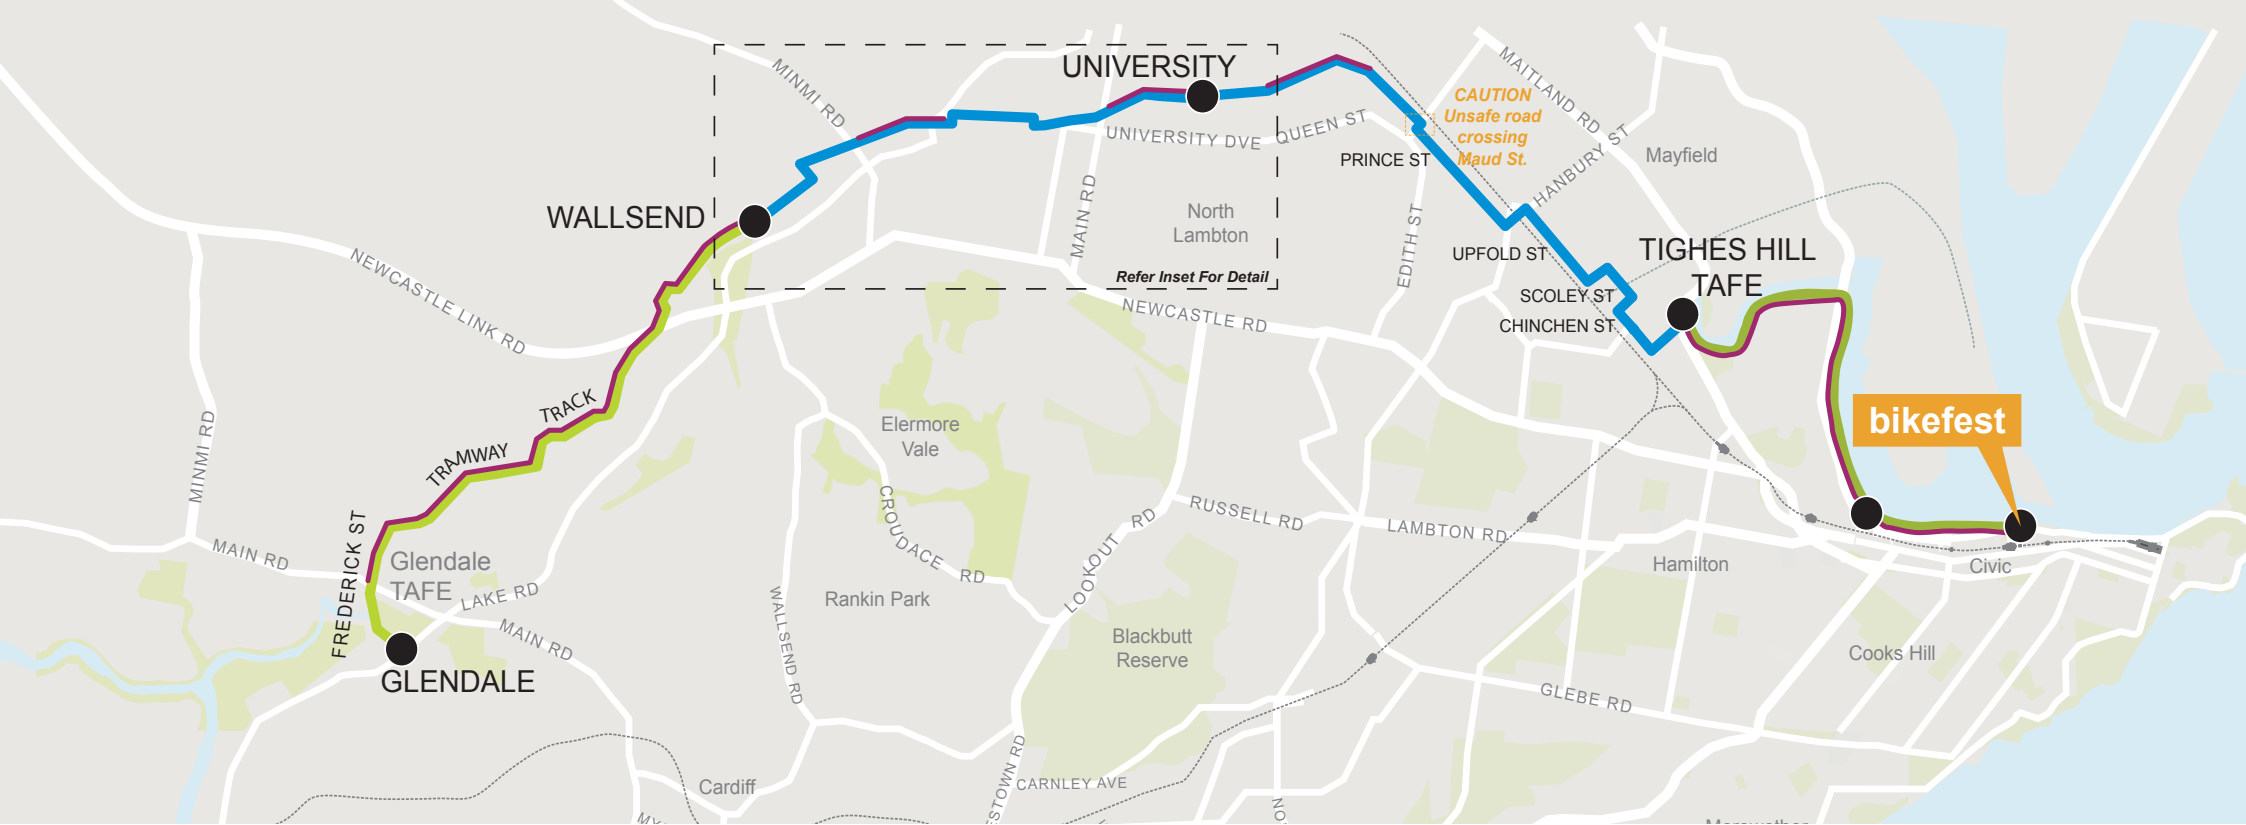 UNIVERSITY
MINMI RD
MAITLAND RD
CAUTION
Unsafe road
crossing
Maud St.
UNIVERSITY DVE
QUEEN ST
PRINCE ST
HANBURY ST
Mayfield
WALLSEND
MAIN RD
North
Lambton
EDITH ST
UPFOLD ST
TIGHES HILL
TAFE
NEWCASTLE LINK RD
Refer Inset For Detail
NEWCASTLE RD
SCOLEY ST
CHINCHEN ST
TRACK
TRAMWAY
MINMI RD
Elermore
Vale
bikefest
CROUDACE RD
LOOKOUT RD
RUSSELL RD
LAMBTON RD
FREDERICK ST
MAIN RD
Glendale
TAFE
LAKE RD
MAIN RD
GLENDALE
WALLSEND RD
Rankin Park
Blackbutt
Reserve
Hamilton
Civic
Cooks Hill
GLEBE RD
Cardiff
CARNLEY AVE